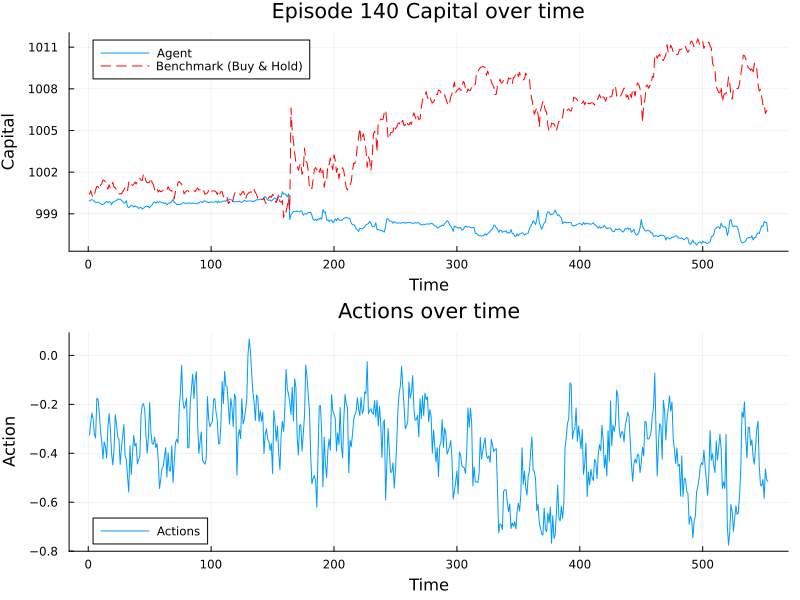 Episode 140 Capital over time
Agent
Benchmark (Buy & Hold)
1011
1008
1005
1002
999
Capital
0
100
200
300
400
500
Time
Actions over time
0.0
−0.2
−0.4
−0.6
−0.8
Action
Actions
0
100
200
300
400
500
Time